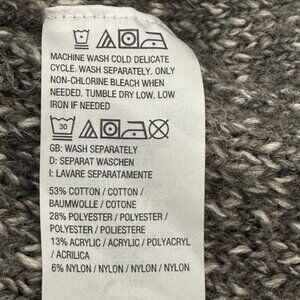 MACHINE WASH COLD DELICATE
CYCLE. WASH SEPARATELY. ONLY
NON-CHLORINE BLEACH WHEN
NEEDED. TUMBLE DRY LOW. LOW
IRON IF NEEDED
30
GB: WASH SEPARATELY
D: SEPARAT WASCHEN
I: LAVARE SEPARATAMENTE
53% COTTON / COTTON /
BAUMWOLLE / COTONE
28% POLYESTER / POLYESTER /
POLYESTER / POLIESTERE
13% ACRYLIC / ACRYLIC / POLYACRYL
/ ACRILICA
6% NYLON / NYLON / NYLON / NYLON